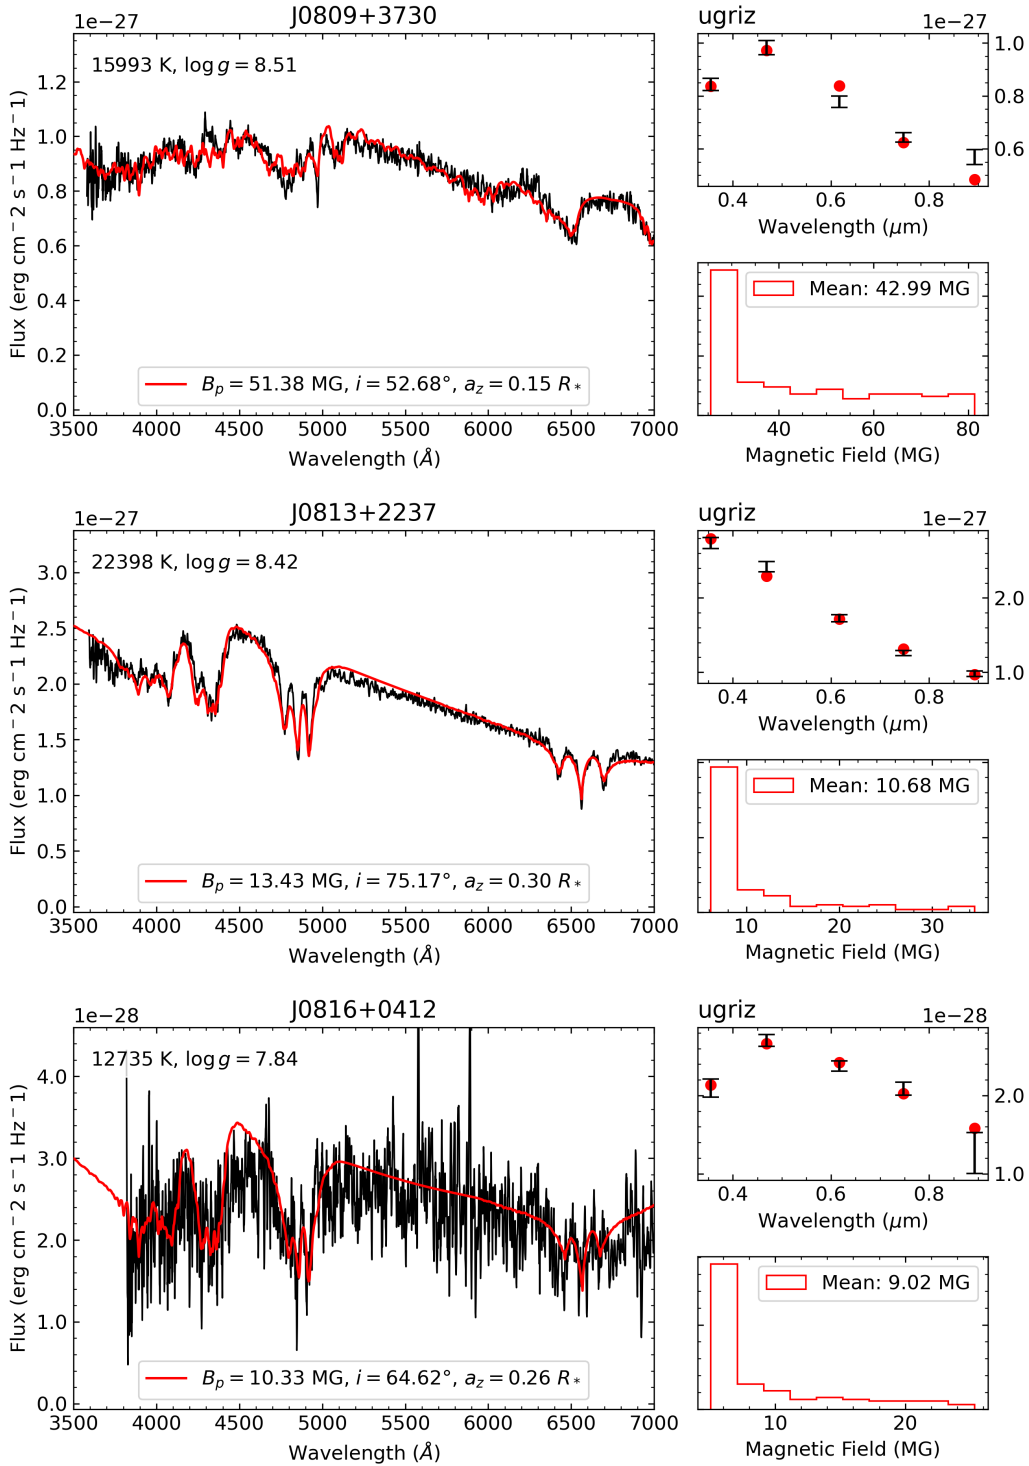 J0809+3730
1e−27
15993 K, log g = 8.51
Flux (erg cm−2 s−1 Hz−1)
1.2
1.0
0.8
0.6
0.4
0.2
0.0
B_p = 51.38 MG, i = 52.68°, a_z = 0.15 R_*
3500 4000 4500 5000 5500 6000 6500 7000
Wavelength (Å)
ugriz
1e−27
1.0
0.8
0.6
0.4 0.6 0.8
Wavelength (μm)
Mean: 42.99 MG
40 60 80
Magnetic Field (MG)
J0813+2237
1e−27
22398 K, log g = 8.42
Flux (erg cm−2 s−1 Hz−1)
3.0
2.5
2.0
1.5
1.0
0.5
0.0
B_p = 13.43 MG, i = 75.17°, a_z = 0.30 R_*
3500 4000 4500 5000 5500 6000 6500 7000
Wavelength (Å)
ugriz
1e−27
2.0
1.0
0.4 0.6 0.8
Wavelength (μm)
Mean: 10.68 MG
10 20 30
Magnetic Field (MG)
J0816+0412
1e−28
12735 K, log g = 7.84
Flux (erg cm−2 s−1 Hz−1)
4.0
3.0
2.0
1.0
0.0
B_p = 10.33 MG, i = 64.62°, a_z = 0.26 R_*
3500 4000 4500 5000 5500 6000 6500 7000
Wavelength (Å)
ugriz
1e−28
2.0
1.0
0.4 0.6 0.8
Wavelength (μm)
Mean: 9.02 MG
10 20
Magnetic Field (MG)